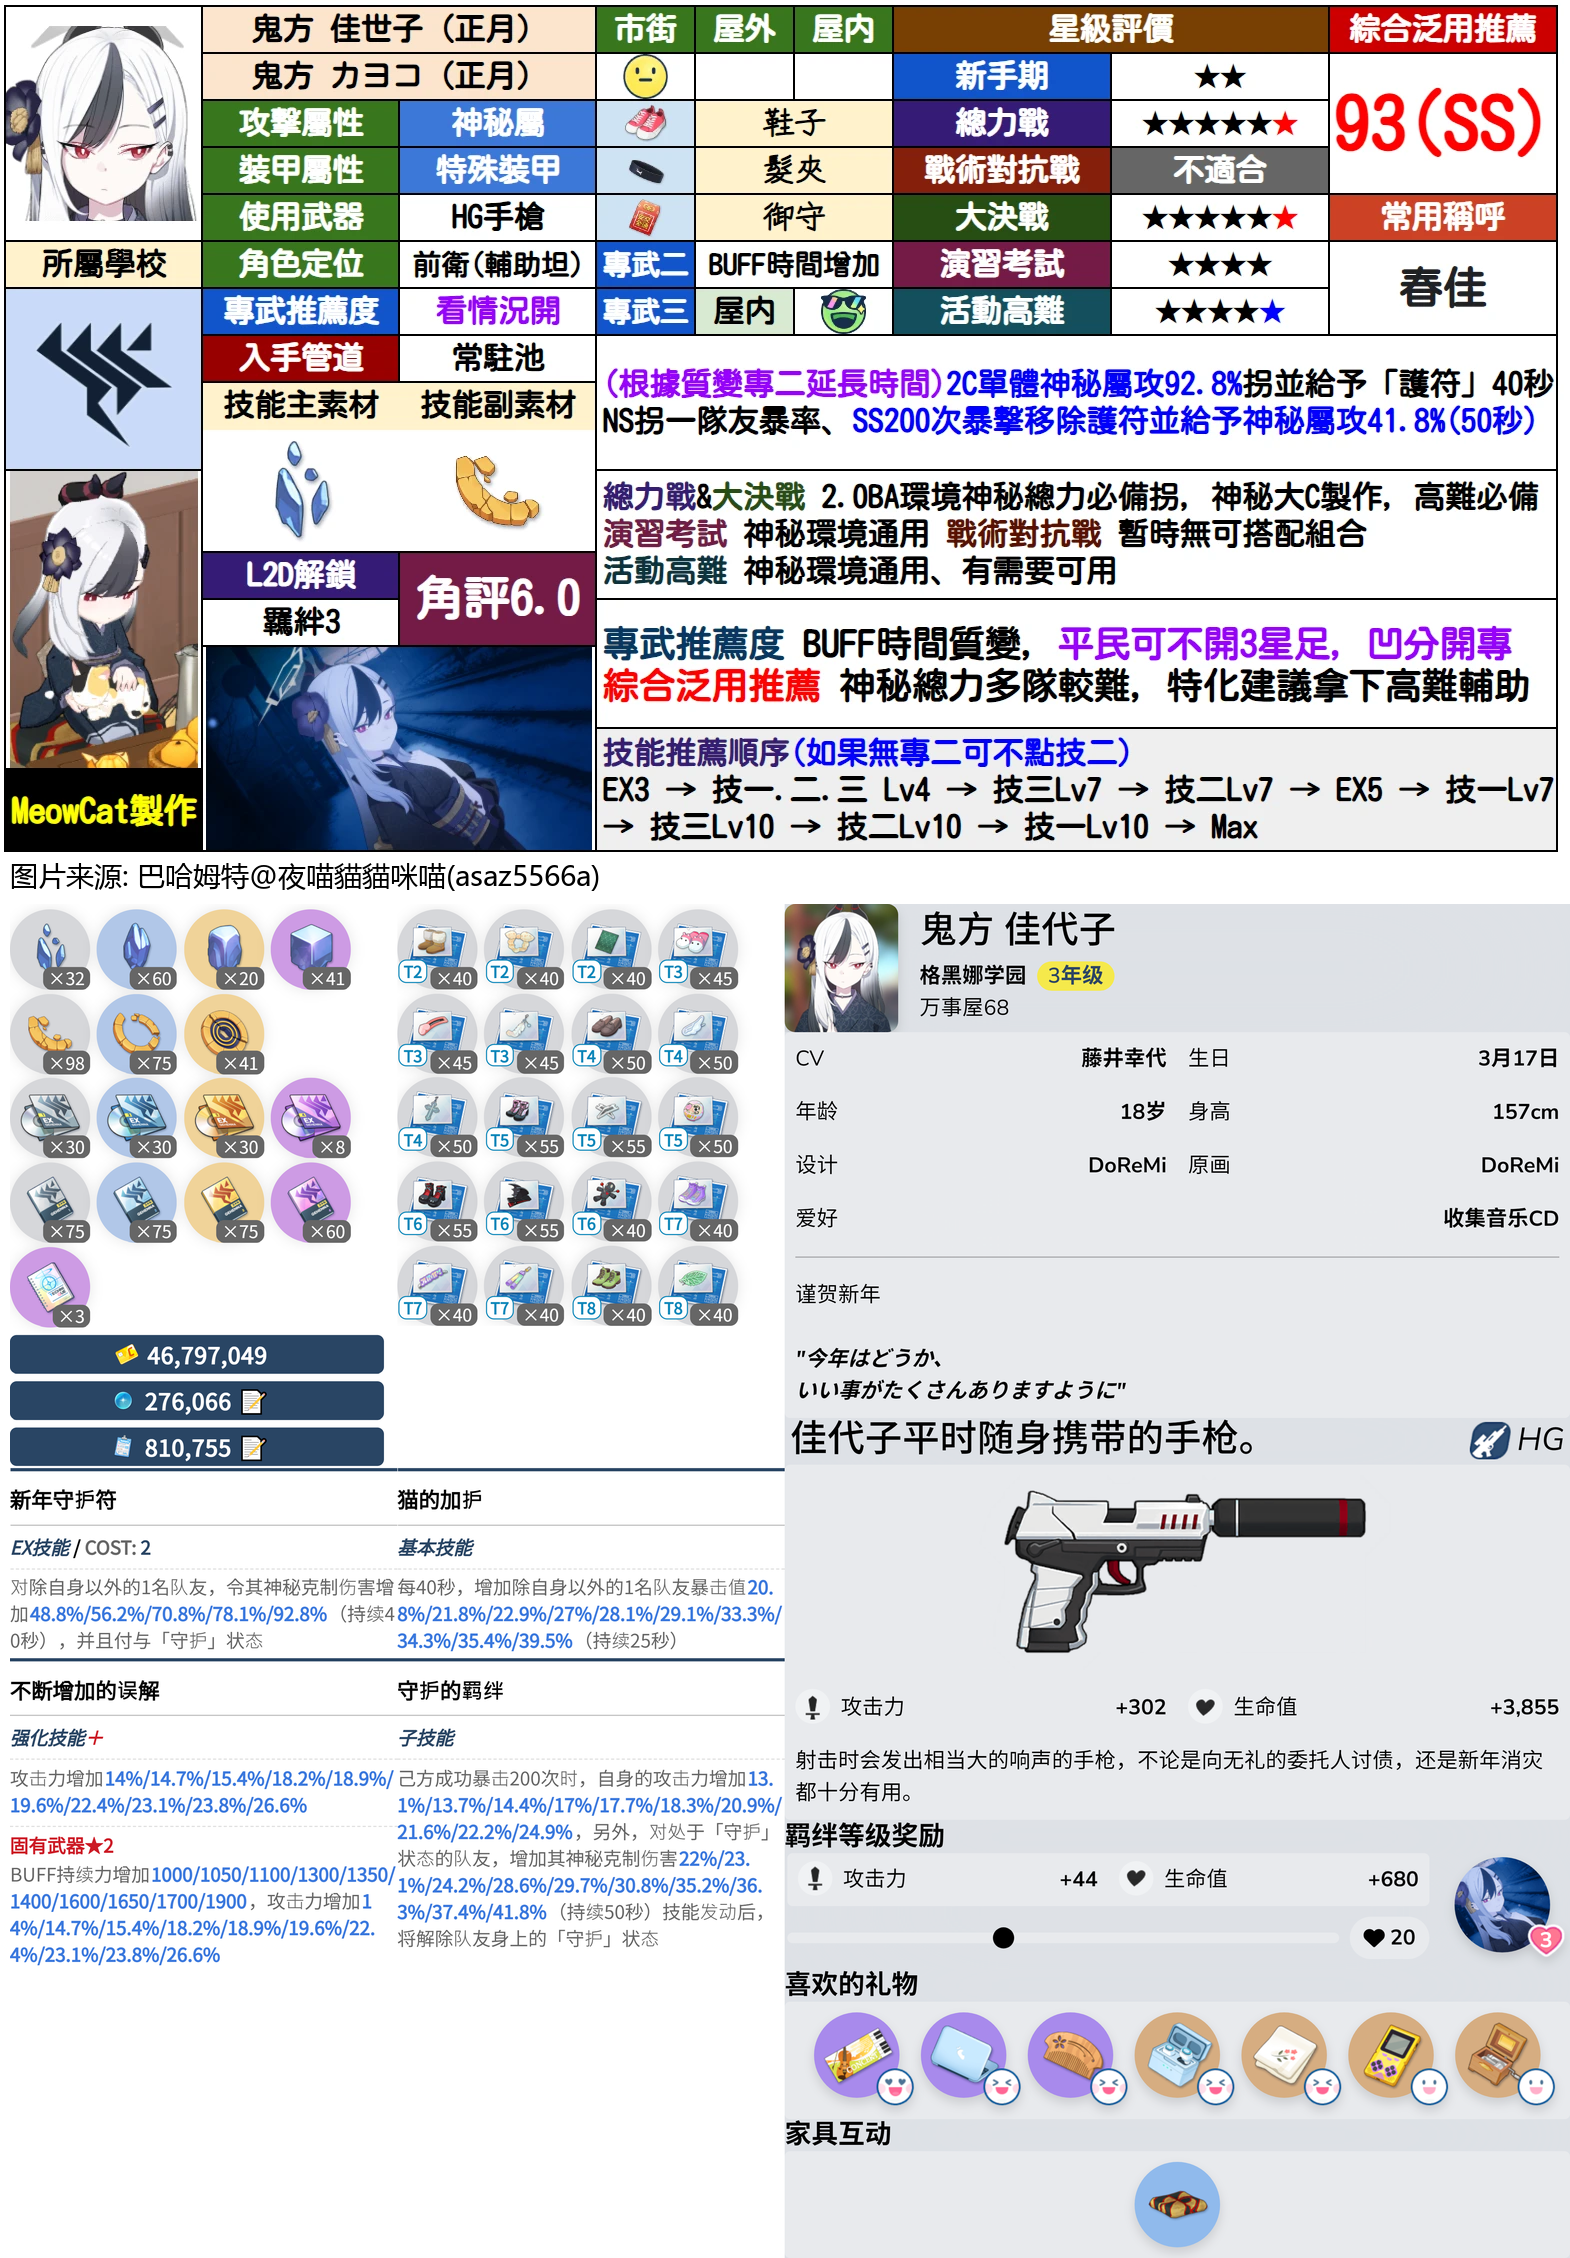 鬼方 佳世子（正月）
市街 屋外 屋内 星級評價 綜合泛用推薦
鬼方 カヨコ（正月）
新手期 ★★
93(SS)
攻擊屬性 神秘屬 鞋子 總力戰 ★★★★★★
裝甲屬性 特殊裝甲 髮夾 戰術對抗戰 不適合
使用武器 HG手槍 御守 大決戰 ★★★★★★ 常用稱呼
所屬學校 角色定位 前衛(輔助坦) 專武二 BUFF時間增加 演習考試 ★★★★ 春佳
專武推薦度 看情況開 專武三 屋内 活動高難 ★★★★★
入手管道 常駐池
技能主素材 技能副素材
(根據質變專二延長時間)2C單體神秘屬攻92.8%拐並給予「護符」40秒
NS拐一隊友暴率、SS200次暴擊移除護符並給予神秘屬攻41.8%(50秒)
總力戰&大決戰 2.0BA環境神秘總力必備拐, 神秘大C製作, 高難必備
演習考試 神秘環境通用 戰術對抗戰 暫時無可搭配組合
活動高難 神秘環境通用、有需要可用
L2D解鎖
羈絆3
角評6.0
專武推薦度 BUFF時間質變, 平民可不開3星足, 凹分開專
綜合泛用推薦 神秘總力多隊較難, 特化建議拿下高難輔助
技能推薦順序(如果無專二可不點技二)
EX3 → 技一.二.三 Lv4 → 技三Lv7 → 技二Lv7 → EX5 → 技一Lv7
→ 技三Lv10 → 技二Lv10 → 技一Lv10 → Max
MeowCat製作
图片来源: 巴哈姆特@夜喵貓貓咪喵(asaz5566a)
×32 ×60 ×20 ×41
×98 ×75 ×41
×30 ×30 ×30 ×8
×75 ×75 ×75 ×60
×3
46,797,049
276,066
810,755
T2 ×40 T2 ×40 T2 ×40 T3 ×45
T3 ×45 T3 ×45 T4 ×50 T4 ×50
T4 ×50 T5 ×55 T5 ×55 T5 ×50
T6 ×55 T6 ×55 T6 ×40 T7 ×40
T7 ×40 T7 ×40 T8 ×40 T8 ×40
新年守护符
EX技能 / COST: 2
对除自身以外的1名队友，令其神秘克制伤害增
加48.8%/56.2%/70.8%/78.1%/92.8%（持续4
0秒），并且付与「守护」状态
猫的加护
基本技能
每40秒，增加除自身以外的1名队友暴击值20.
8%/21.8%/22.9%/27%/28.1%/29.1%/33.3%/
34.3%/35.4%/39.5%（持续25秒）
不断增加的误解
强化技能+
攻击力增加14%/14.7%/15.4%/18.2%/18.9%/
19.6%/22.4%/23.1%/23.8%/26.6%
固有武器★2
BUFF持续力增加1000/1050/1100/1300/1350/
1400/1600/1650/1700/1900，攻击力增加1
4%/14.7%/15.4%/18.2%/18.9%/19.6%/22.
4%/23.1%/23.8%/26.6%
守护的羁绊
子技能
己方成功暴击200次时，自身的攻击力增加13.
1%/13.7%/14.4%/17%/17.7%/18.3%/20.9%/
21.6%/22.2%/24.9%，另外，对处于「守护」
状态的队友，增加其神秘克制伤害22%/23.
1%/24.2%/28.6%/29.7%/30.8%/35.2%/36.
3%/37.4%/41.8%（持续50秒）技能发动后，
将解除队友身上的「守护」状态
鬼方 佳代子
格黑娜学园 3年级
万事屋68
CV 藤井幸代 生日 3月17日
年龄 18岁 身高 157cm
设计 DoReMi 原画 DoReMi
爱好 收集音乐CD
谨贺新年
"今年はどうか、
いい事がたくさんありますように"
佳代子平时随身携带的手枪。 HG
攻击力 +302 生命值 +3,855
射击时会发出相当大的响声的手枪，不论是向无礼的委托人讨债，还是新年消灾
都十分有用。
羁绊等级奖励
攻击力 +44 生命值 +680
20
3
喜欢的礼物
家具互动